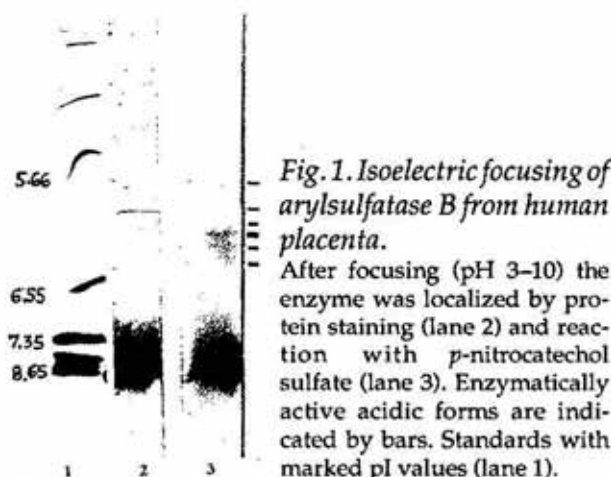 5.66
6.55
7.35
8.65
1 2 3
Fig. 1. Isoelectric focusing of
arylsulfatase B from human
placenta.
After focusing (pH 3–10) the
enzyme was localized by pro-
tein staining (lane 2) and reac-
tion with p-nitrocatechol
sulfate (lane 3). Enzymatically
active acidic forms are indi-
cated by bars. Standards with
marked pI values (lane 1).